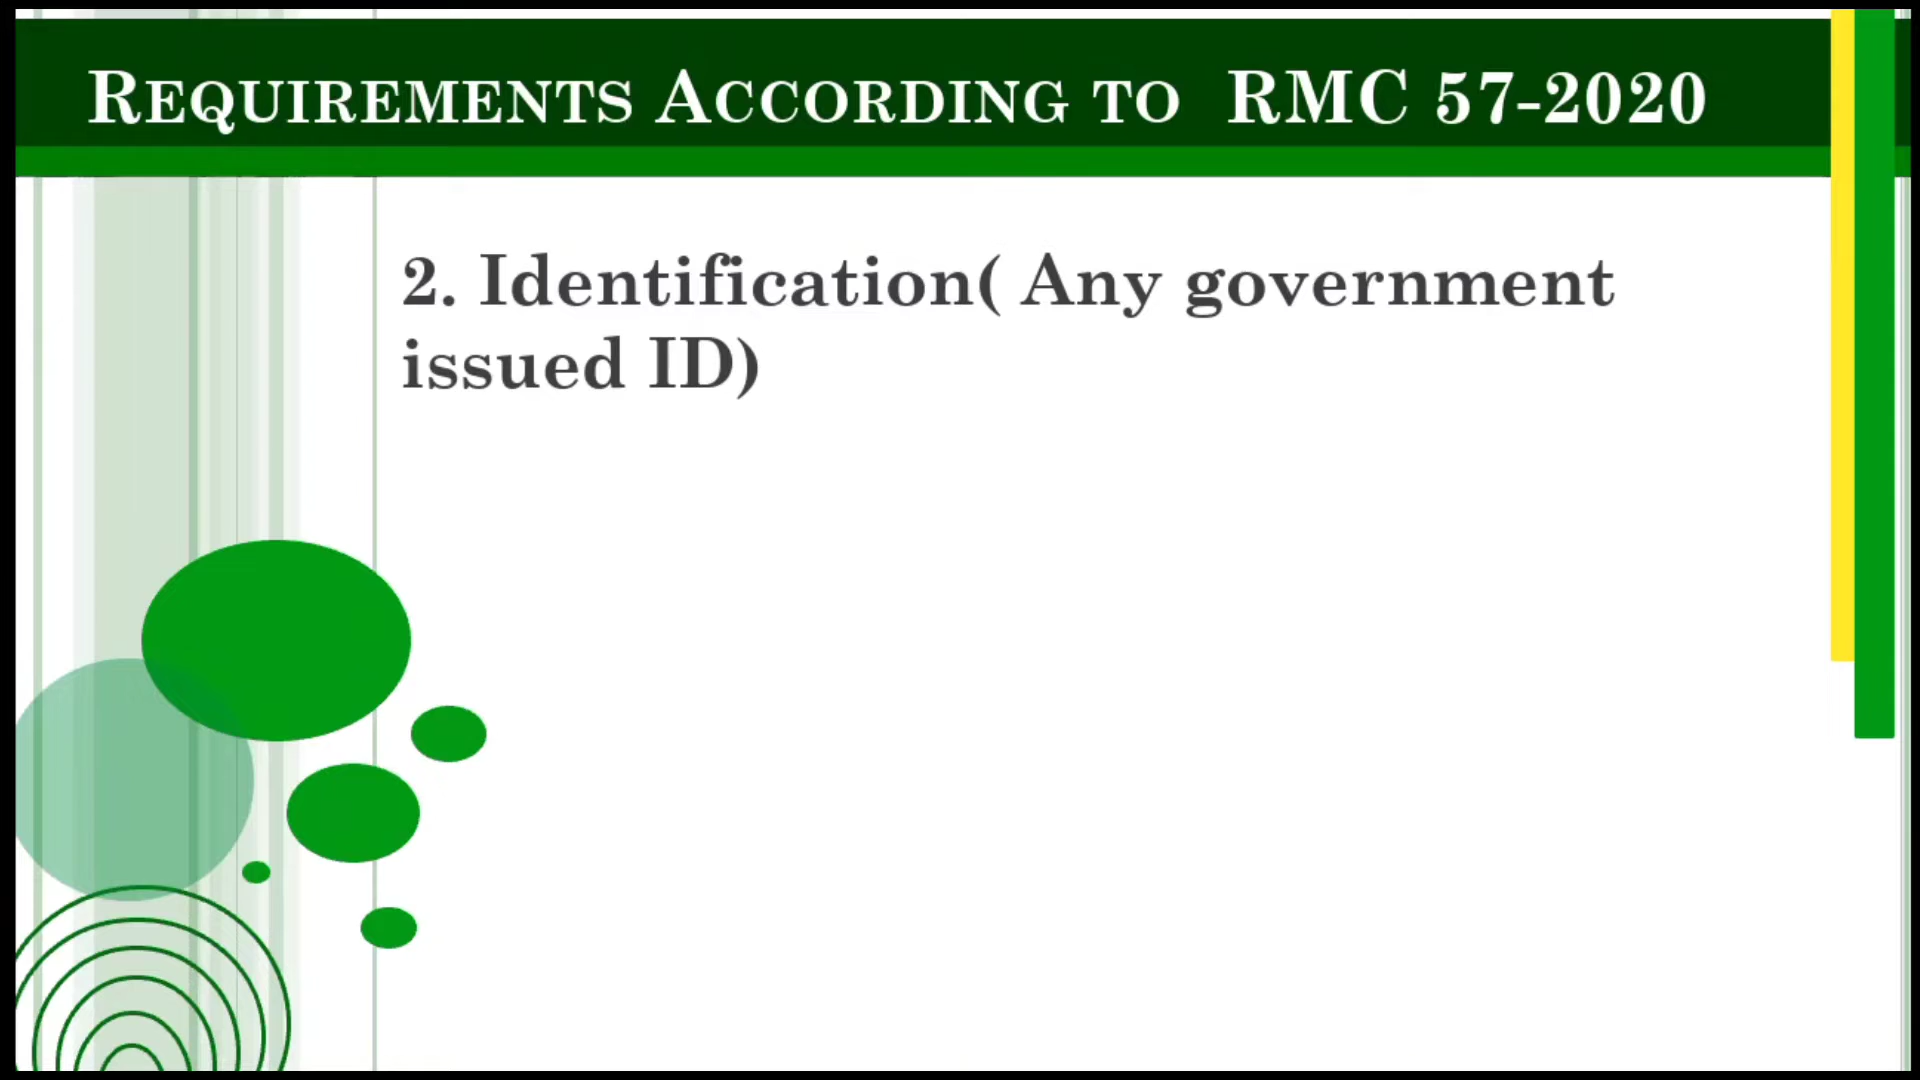 REQUIREMENTS ACCORDING TO RMC 57-2020
2. Identification( Any government
issued ID)